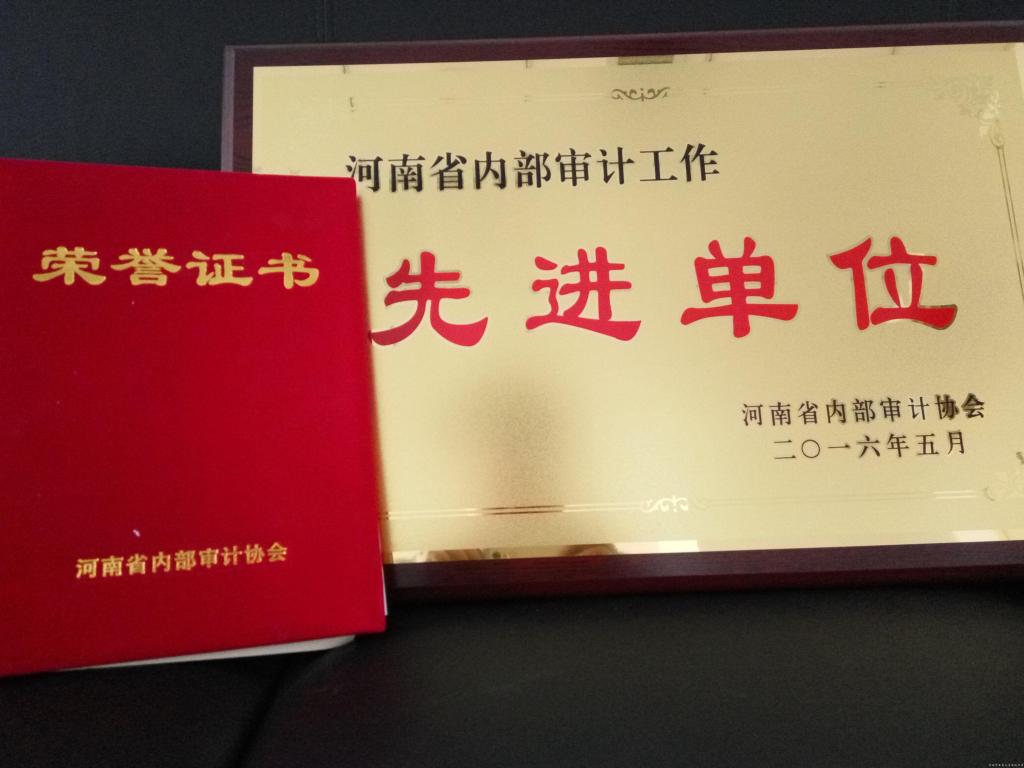 荣誉证书
河南省内部审计协会
河南省内部审计工作
先进单位
河南省内部审计协会
二〇一六年五月